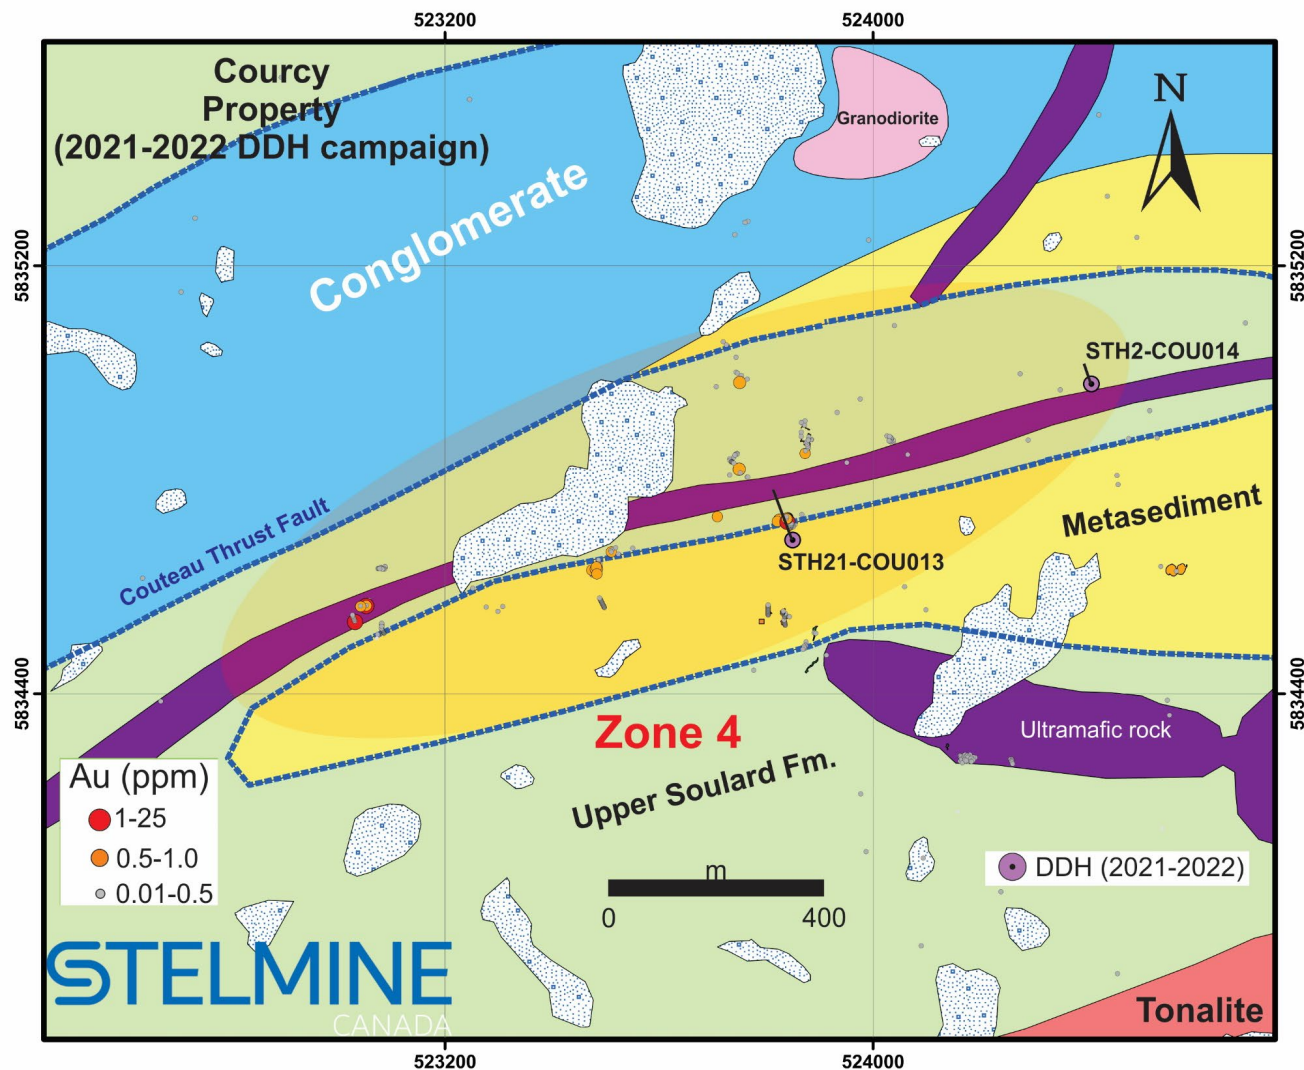 523200
524000
Courcy
Property
(2021-2022 DDH campaign)
N
Granodiorite
Conglomerate
5835200
5835200
STH2-COU014
Metasediment
Couteau Thrust Fault
STH21-COU013
5834400
5834400
Zone 4
Ultramafic rock
Upper Soulard Fm.
Au (ppm)
1-25
0.5-1.0
0.01-0.5
m
0
400
DDH (2021-2022)
STELMINE
CANADA
Tonalite
523200
524000